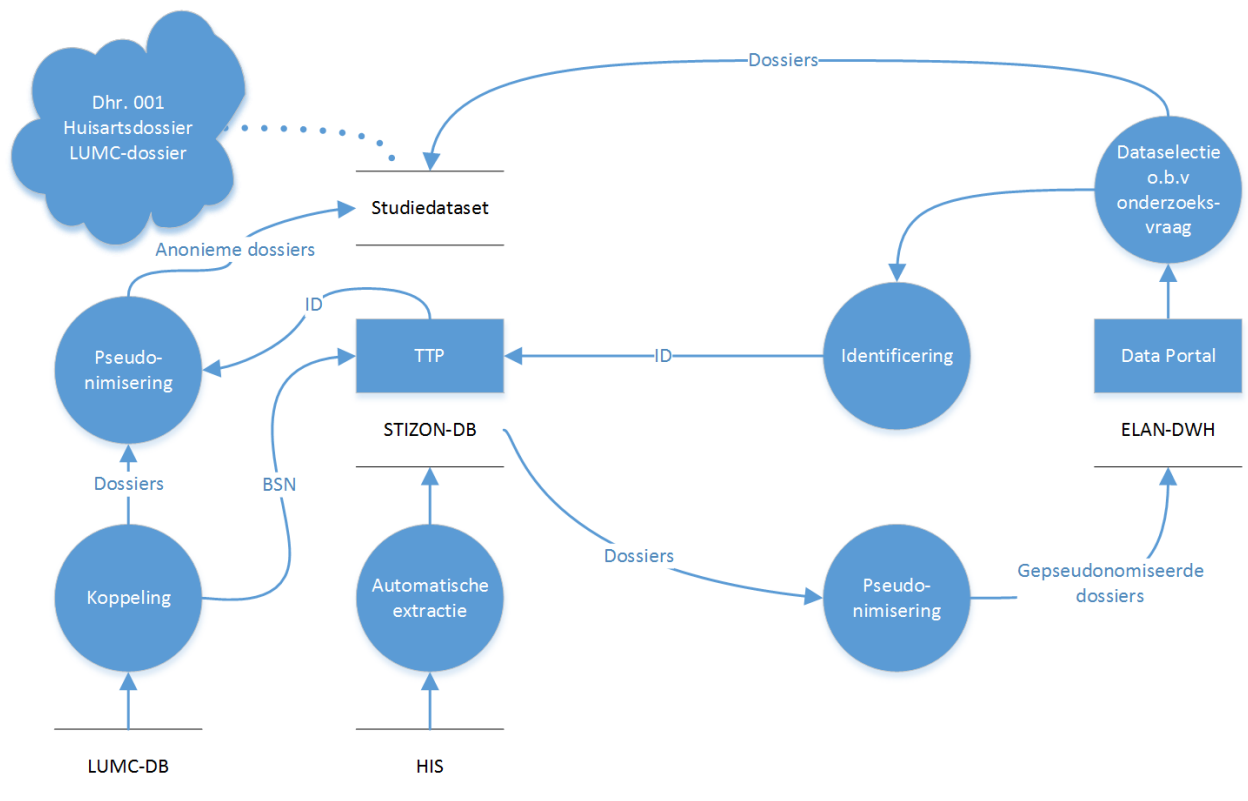 Dossiers
Dhr. 001
Huisartsdossier
LUMC-dossier
Dataselectie
o.b.v
onderzoeks-
vraag
Studiedataset
Anonieme dossiers
ID
Pseudo-
nimisering
TTP
ID
Identificering
Data Portal
STIZON-DB
ELAN-DWH
Dossiers
BSN
Dossiers
Koppeling
Automatische
extractie
Pseudo-
nimisering
Gepseudonomiseerde
dossiers
LUMC-DB
HIS